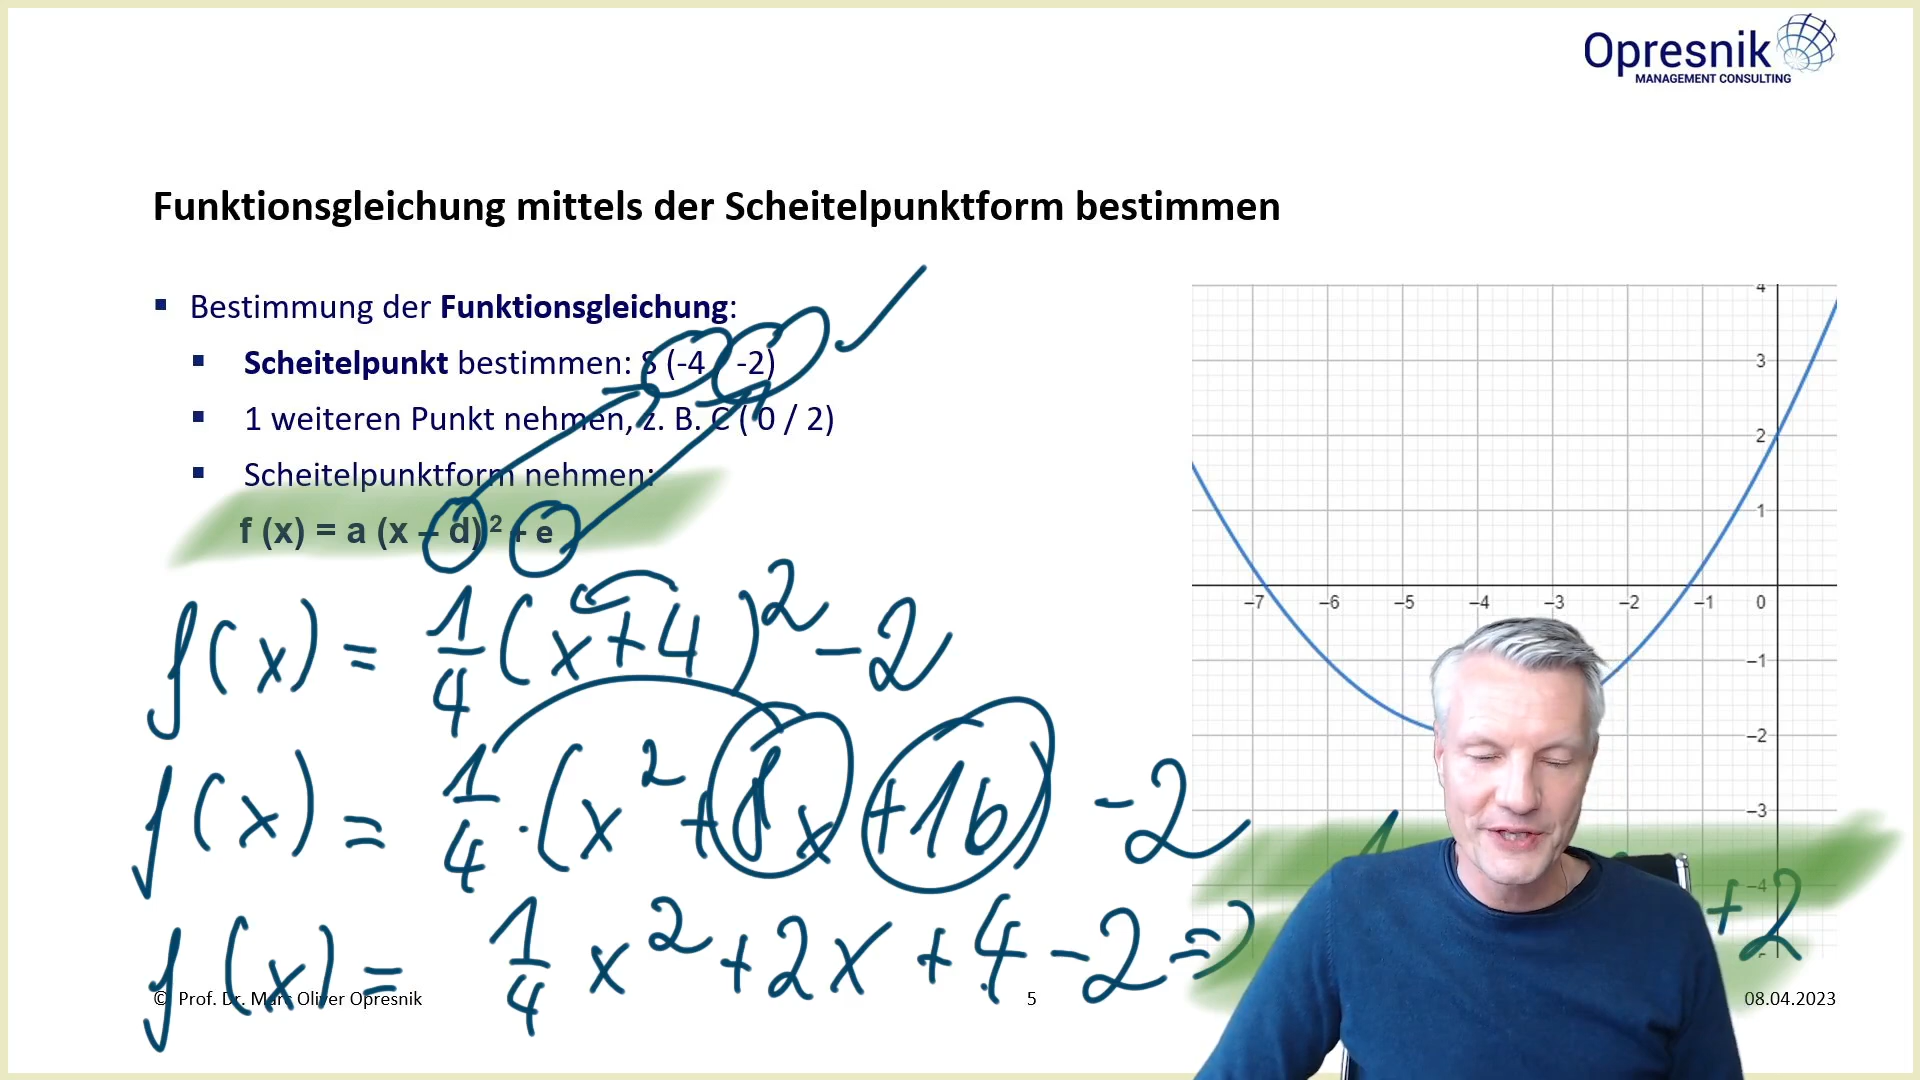 Opresnik
MANAGEMENT CONSULTING
Funktionsgleichung mittels der Scheitelpunktform bestimmen
▪ Bestimmung der Funktionsgleichung:
▪ Scheitelpunkt bestimmen: S (-4 / -2)
▪ 1 weiteren Punkt nehmen, z. B. C ( 0 / 2)
▪ Scheitelpunktform nehmen:
f (x) = a (x – d)² + e
f(x) = 1/4 (x+4)² - 2
f(x) = 1/4 · (x² + 8x + 16) - 2
f(x) = 1/4 x² + 2x + 4 - 2 =>
+2
4
3
2
1
-7 -6 -5 -4 -3 -2 -1 0
-1
-2
-3
-4
© Prof. Dr. Marc Oliver Opresnik
5
08.04.2023